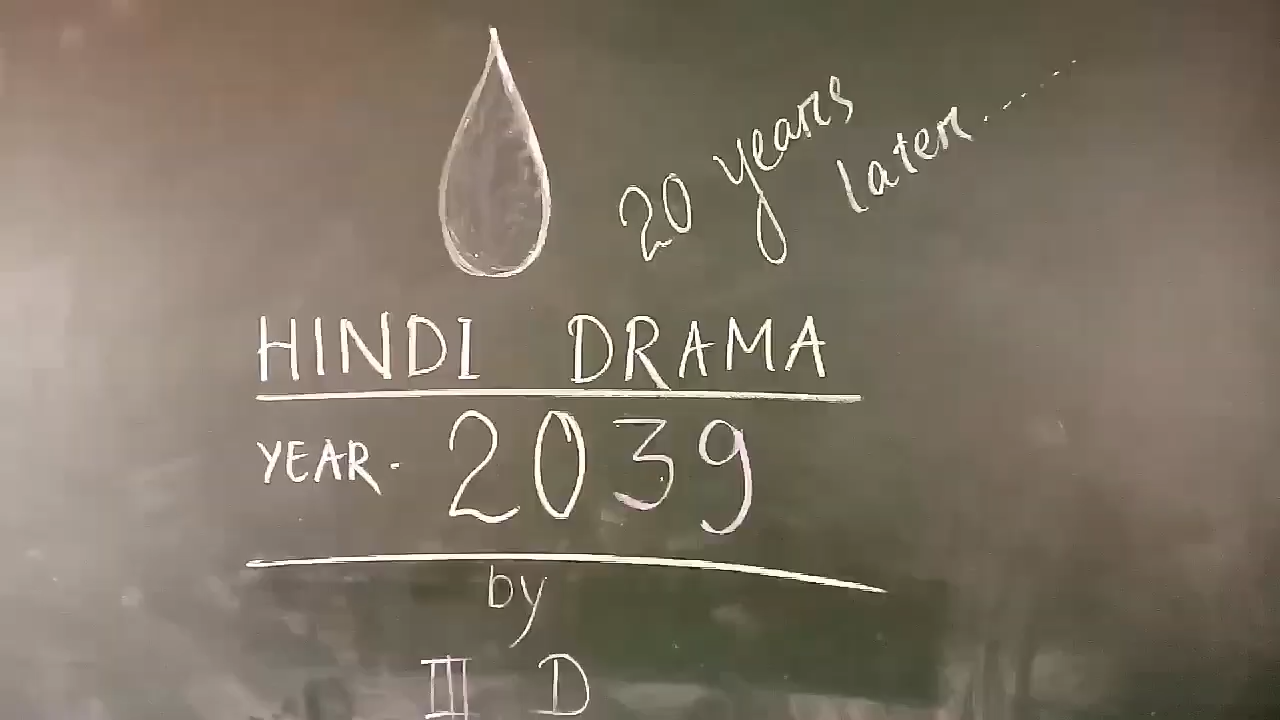 20 years
later.......
HINDI DRAMA
YEAR- 2039
by
III D